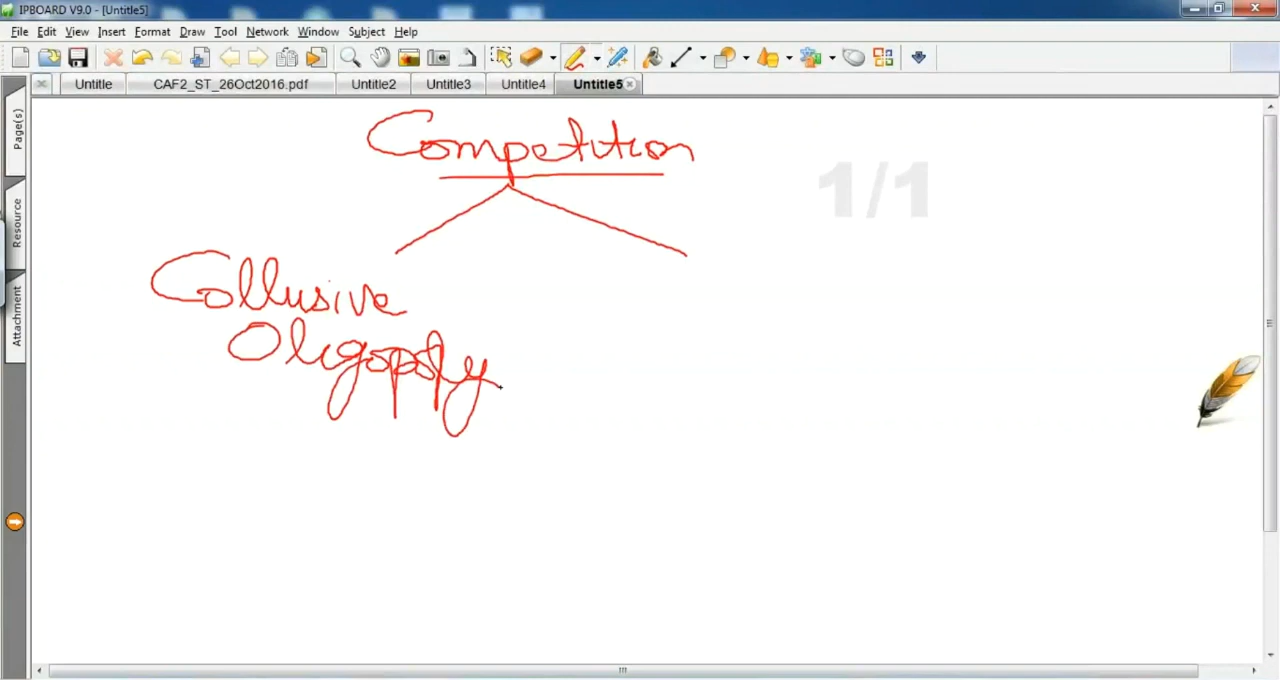 IPBOARD V9.0 - [Untitle5]
File Edit View Insert Format Draw Tool Network Window Subject Help
Untitle CAF2_ST_26Oct2016.pdf Untitle2 Untitle3 Untitle4 Untitle5
Page(s)
Resource
Attachment
1/1
Competition
Collusive
Oligopoly